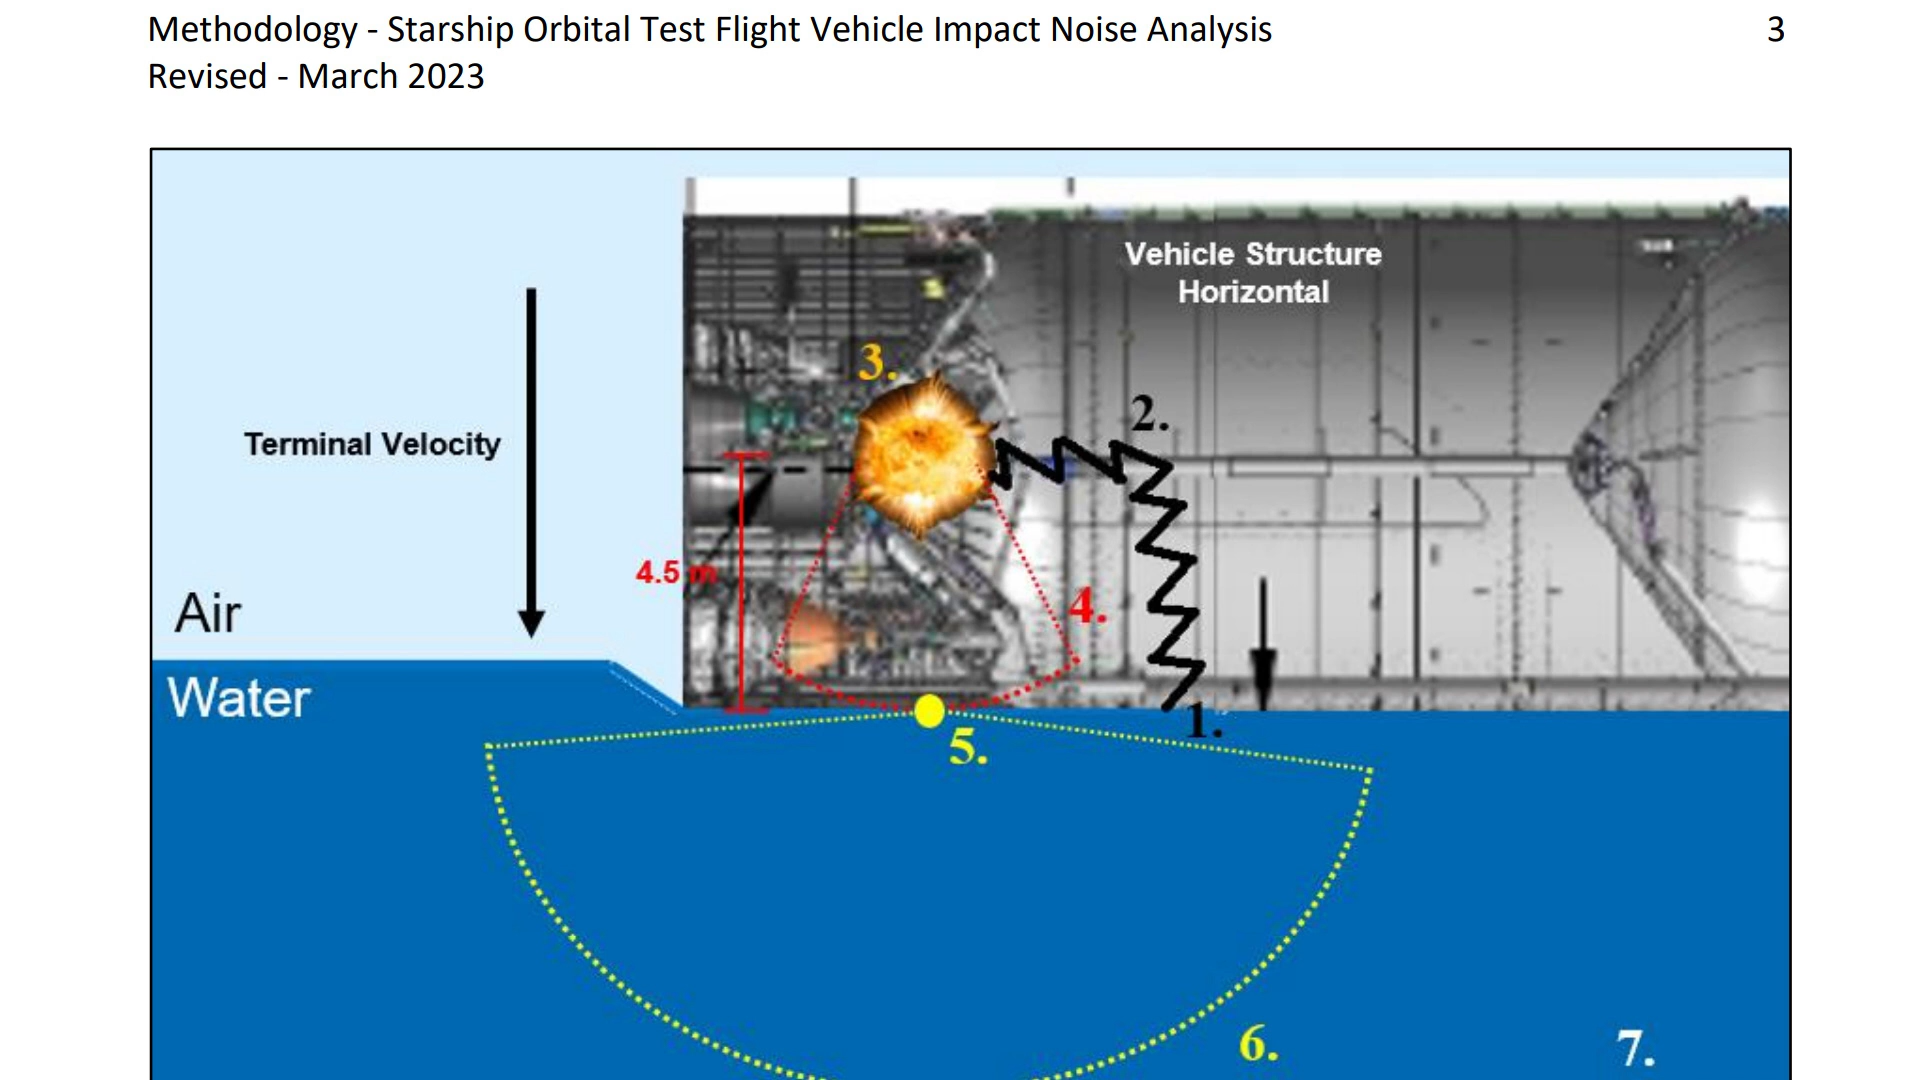 Methodology - Starship Orbital Test Flight Vehicle Impact Noise Analysis 3
Revised - March 2023
Vehicle Structure
Horizontal
3.
2.
Terminal Velocity
4.5 m
4.
Air
Water
1.
5.
6.
7.